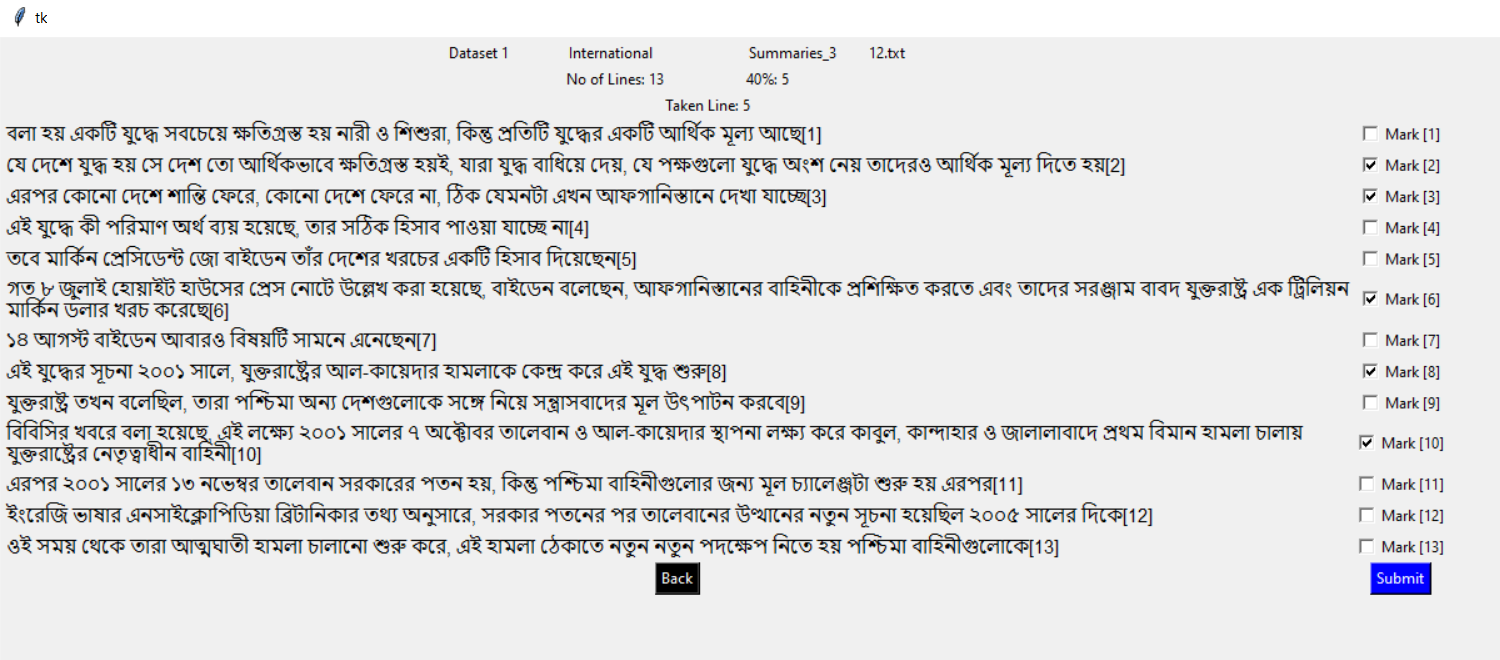 tk
Dataset 1 International Summaries_3 12.txt
No of Lines: 13 40%: 5
Taken Line: 5
বলা হয় একটি যুদ্ধে সবচেয়ে ক্ষতিগ্রস্ত হয় নারী ও শিশুরা, কিন্তু প্রতিটি যুদ্ধের একটি আর্থিক মূল্য আছে[1] Mark [1]
যে দেশে যুদ্ধ হয় সে দেশ তো আর্থিকভাবে ক্ষতিগ্রস্ত হয়ই, যারা যুদ্ধ বাধিয়ে দেয়, যে পক্ষগুলো যুদ্ধে অংশ নেয় তাদেরও আর্থিক মূল্য দিতে হয়[2] Mark [2]
এরপর কোনো দেশে শান্তি ফেরে, কোনো দেশে ফেরে না, ঠিক যেমনটা এখন আফগানিস্তানে দেখা যাচ্ছে[3] Mark [3]
এই যুদ্ধে কী পরিমাণ অর্থ ব্যয় হয়েছে, তার সঠিক হিসাব পাওয়া যাচ্ছে না[4] Mark [4]
তবে মার্কিন প্রেসিডেন্ট জো বাইডেন তাঁর দেশের খরচের একটি হিসাব দিয়েছেন[5] Mark [5]
গত ৮ জুলাই হোয়াইট হাউসের প্রেস নোটে উল্লেখ করা হয়েছে, বাইডেন বলেছেন, আফগানিস্তানের বাহিনীকে প্রশিক্ষিত করতে এবং তাদের সরঞ্জাম বাবদ যুক্তরাষ্ট্র এক ট্রিলিয়ন
মার্কিন ডলার খরচ করেছে[6] Mark [6]
১৪ আগস্ট বাইডেন আবারও বিষয়টি সামনে এনেছেন[7] Mark [7]
এই যুদ্ধের সূচনা ২০০১ সালে, যুক্তরাষ্ট্রের আল-কায়েদার হামলাকে কেন্দ্র করে এই যুদ্ধ শুরু[8] Mark [8]
যুক্তরাষ্ট্র তখন বলেছিল, তারা পশ্চিমা অন্য দেশগুলোকে সঙ্গে নিয়ে সন্ত্রাসবাদের মূল উৎপাটন করবে[9] Mark [9]
বিবিসির খবরে বলা হয়েছে, এই লক্ষ্যে ২০০১ সালের ৭ অক্টোবর তালেবান ও আল-কায়েদার স্থাপনা লক্ষ্য করে কাবুল, কান্দাহার ও জালালাবাদে প্রথম বিমান হামলা চালায়
যুক্তরাষ্ট্রের নেতৃত্বাধীন বাহিনী[10] Mark [10]
এরপর ২০০১ সালের ১৩ নভেম্বর তালেবান সরকারের পতন হয়, কিন্তু পশ্চিমা বাহিনীগুলোর জন্য মূল চ্যালেঞ্জটা শুরু হয় এরপর[11] Mark [11]
ইংরেজি ভাষার এনসাইক্লোপিডিয়া ব্রিটানিকার তথ্য অনুসারে, সরকার পতনের পর তালেবানের উত্থানের নতুন সূচনা হয়েছিল ২০০৫ সালের দিকে[12] Mark [12]
ওই সময় থেকে তারা আত্মঘাতী হামলা চালানো শুরু করে, এই হামলা ঠেকাতে নতুন নতুন পদক্ষেপ নিতে হয় পশ্চিমা বাহিনীগুলোকে[13] Mark [13]
Back Submit